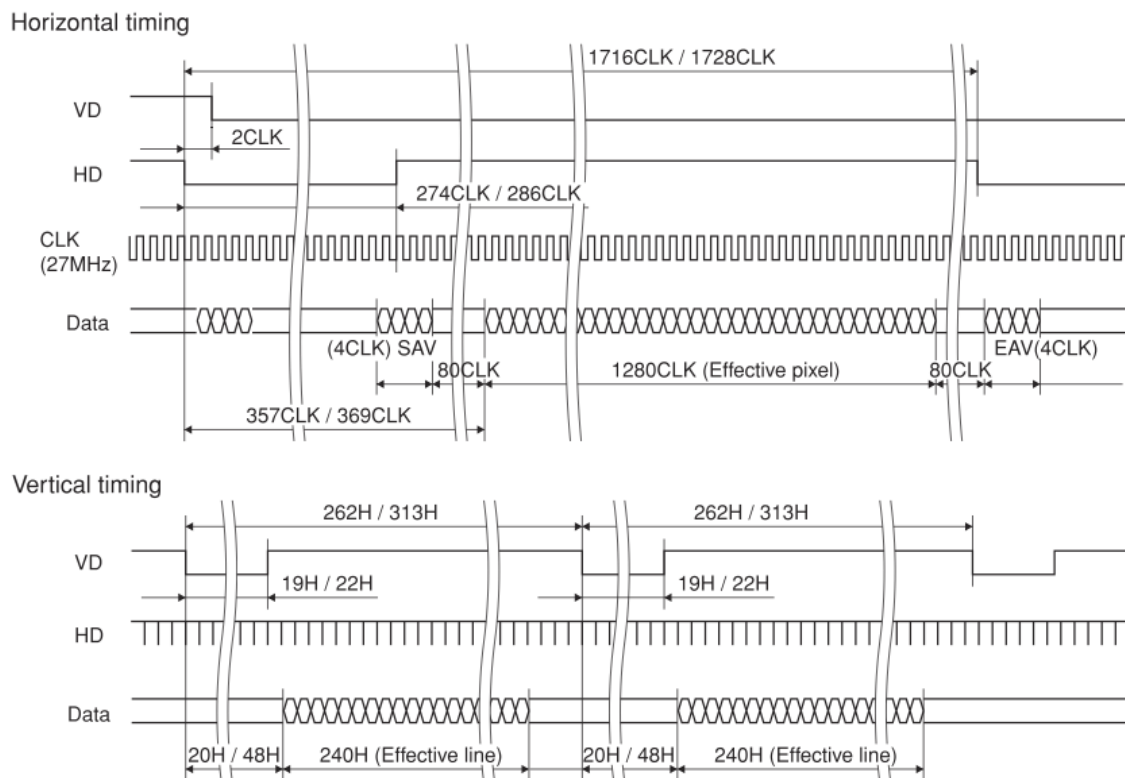 Horizontal timing
1716CLK / 1728CLK
VD
2CLK
HD
274CLK / 286CLK
CLK
(27MHz)
Data
(4CLK) SAV
EAV(4CLK)
80CLK
1280CLK (Effective pixel)
80CLK
357CLK / 369CLK
Vertical timing
262H / 313H
262H / 313H
VD
19H / 22H
19H / 22H
HD
Data
20H / 48H
240H (Effective line)
20H / 48H
240H (Effective line)